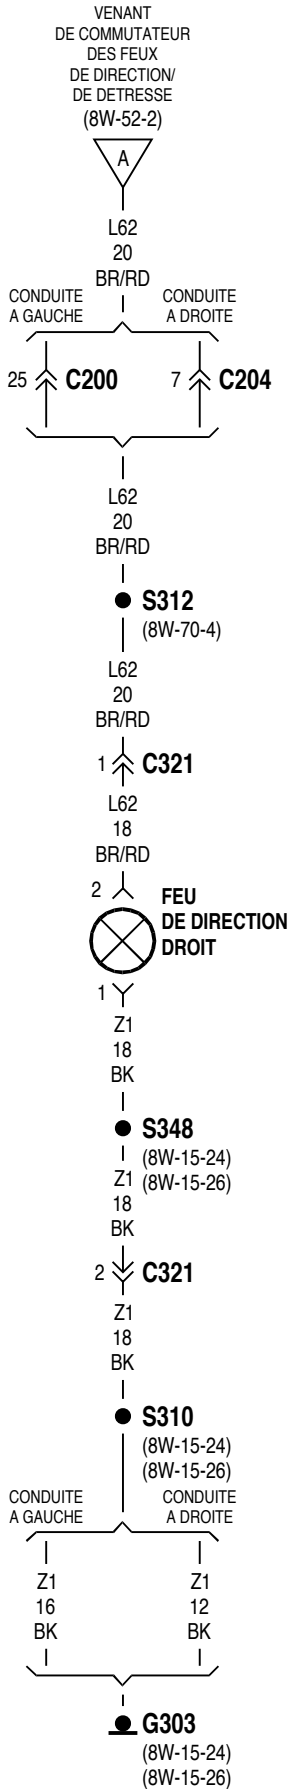 VENANT
DE COMMUTATEUR
DES FEUX
DE DIRECTION/
DE DETRESSE
(8W-52-2)
A
L62
20
BR/RD
CONDUITE
A GAUCHE
CONDUITE
A DROITE
25
C200
7
C204
L62
20
BR/RD
S312
(8W-70-4)
L62
20
BR/RD
1
C321
L62
18
BR/RD
2
FEU
DE DIRECTION
DROIT
1
Z1
18
BK
S348
(8W-15-24)
(8W-15-26)
Z1
18
BK
2
C321
Z1
18
BK
S310
(8W-15-24)
(8W-15-26)
CONDUITE
A GAUCHE
CONDUITE
A DROITE
Z1
16
BK
Z1
12
BK
G303
(8W-15-24)
(8W-15-26)